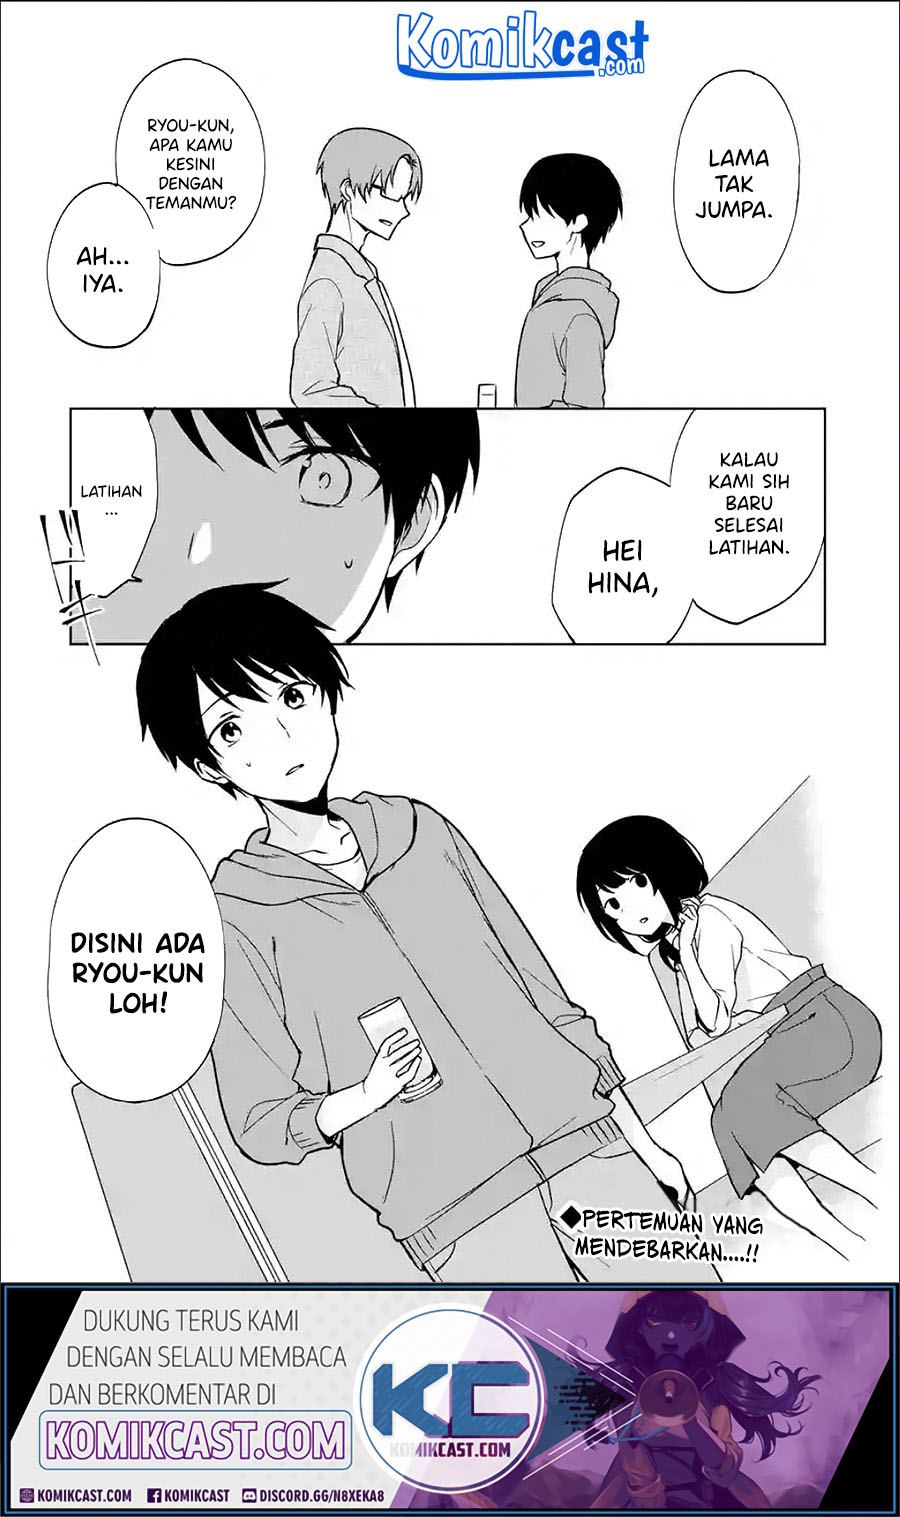 Komikcast
.com
LAMA
TAK
JUMPA.
RYOU-KUN,
APA KAMU
KESINI
DENGAN
TEMANMU?
AH...
IYA.
KALAU
KAMI SIH
BARU
SELESAI
LATIHAN.
HEI
HINA,
LATIHAN
...
DISINI ADA
RYOU-KUN
LOH!
◆PERTEMUAN YANG
MENDEBARKAN....!!
DUKUNG TERUS KAMI
DENGAN SELALU MEMBACA
DAN BERKOMENTAR DI
KOMIKCAST.COM
KC
KOMIKCAST.COM
KOMIKCAST.COM
KOMIKCAST
DISCORD.GG/N8XEKA8